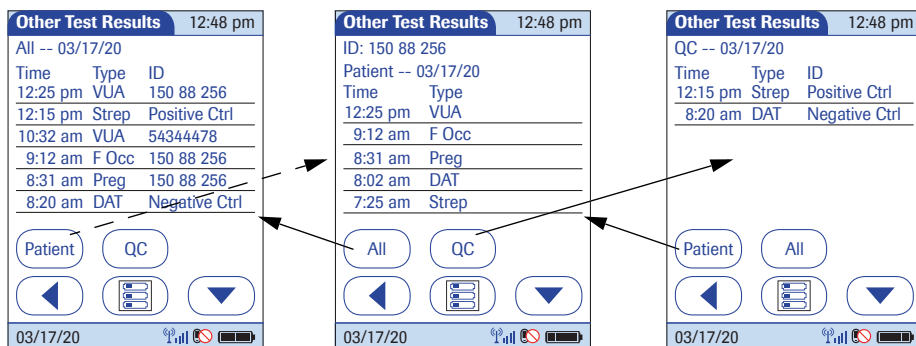 Other Test Results 12:48 pm
All -- 03/17/20
Time Type ID
12:25 pm VUA 150 88 256
12:15 pm Strep Positive Ctrl
10:32 am VUA 54344478
9:12 am F Occ 150 88 256
8:31 am Preg 150 88 256
8:20 am DAT Negative Ctrl
Patient QC
03/17/20
Other Test Results 12:48 pm
ID: 150 88 256
Patient -- 03/17/20
Time Type
12:25 pm VUA
9:12 am F Occ
8:31 am Preg
8:02 am DAT
7:25 am Strep
All QC
03/17/20
Other Test Results 12:48 pm
QC -- 03/17/20
Time Type ID
12:15 pm Strep Positive Ctrl
8:20 am DAT Negative Ctrl
Patient All
03/17/20